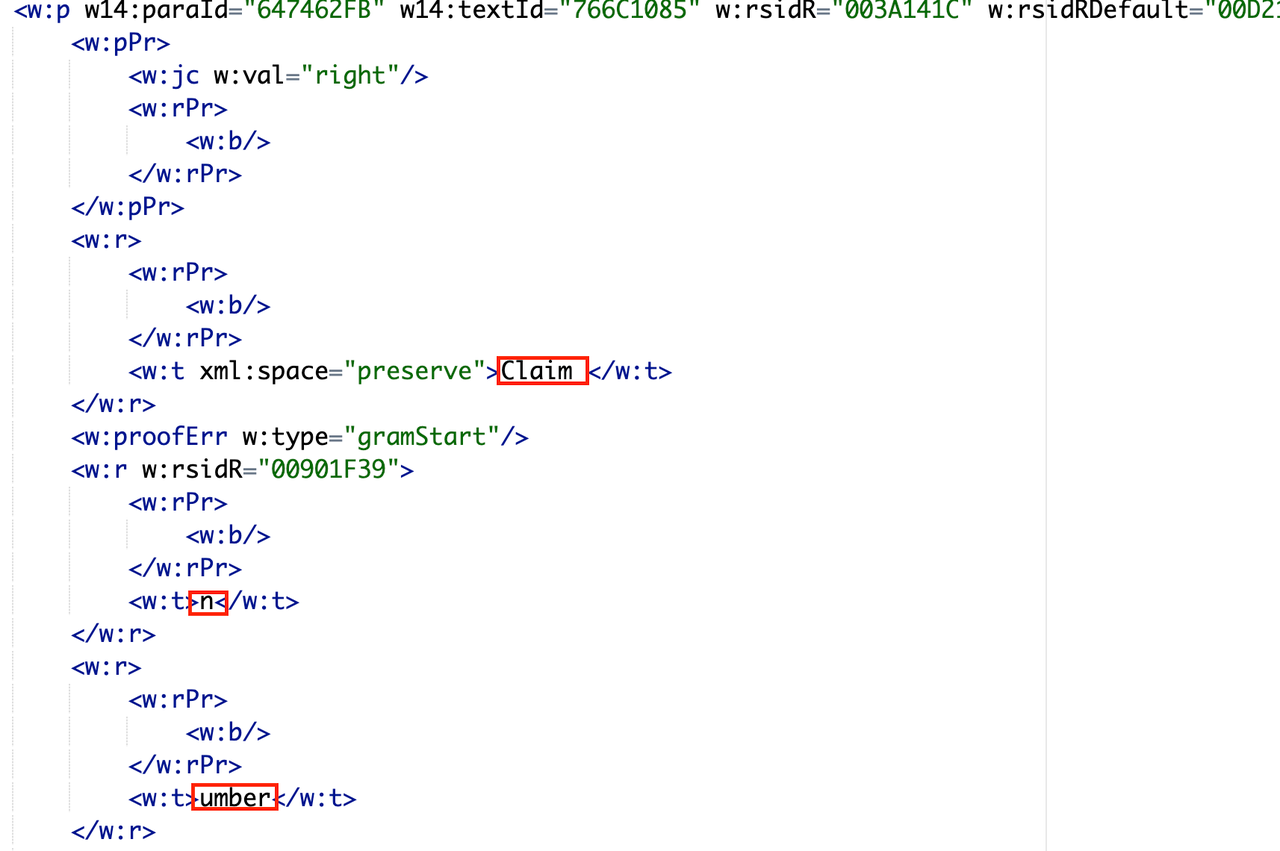 <w:p w14:paraId="647462FB" w14:textId="766C1085" w:rsidR="003A141C" w:rsidRDefault="00D21
<w:pPr>
<w:jc w:val="right"/>
<w:rPr>
<w:b/>
</w:rPr>
</w:pPr>
<w:r>
<w:rPr>
<w:b/>
</w:rPr>
<w:t xml:space="preserve">Claim </w:t>
</w:r>
<w:proofErr w:type="gramStart"/>
<w:r w:rsidR="00901F39">
<w:rPr>
<w:b/>
</w:rPr>
<w:t>n</w:t>
</w:r>
<w:r>
<w:rPr>
<w:b/>
</w:rPr>
<w:t>umber</w:t>
</w:r>